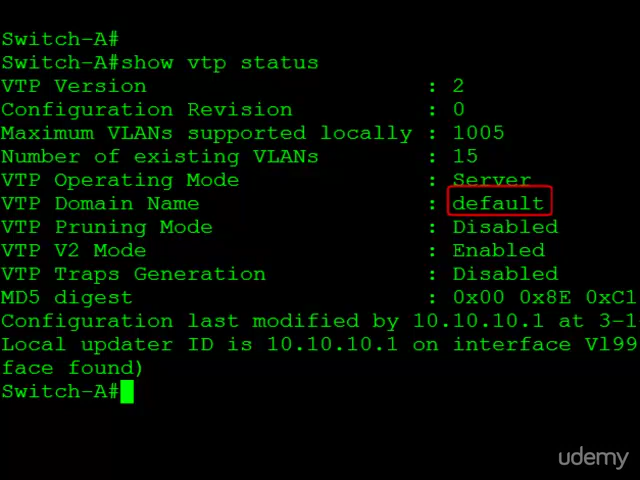 Switch-A#
Switch-A#show vtp status
VTP Version : 2
Configuration Revision : 0
Maximum VLANs supported locally : 1005
Number of existing VLANs : 15
VTP Operating Mode : Server
VTP Domain Name : default
VTP Pruning Mode : Disabled
VTP V2 Mode : Enabled
VTP Traps Generation : Disabled
MD5 digest : 0x00 0x8E 0xC1
Configuration last modified by 10.10.10.1 at 3-1
Local updater ID is 10.10.10.1 on interface Vl99
face found)
Switch-A#
udemy